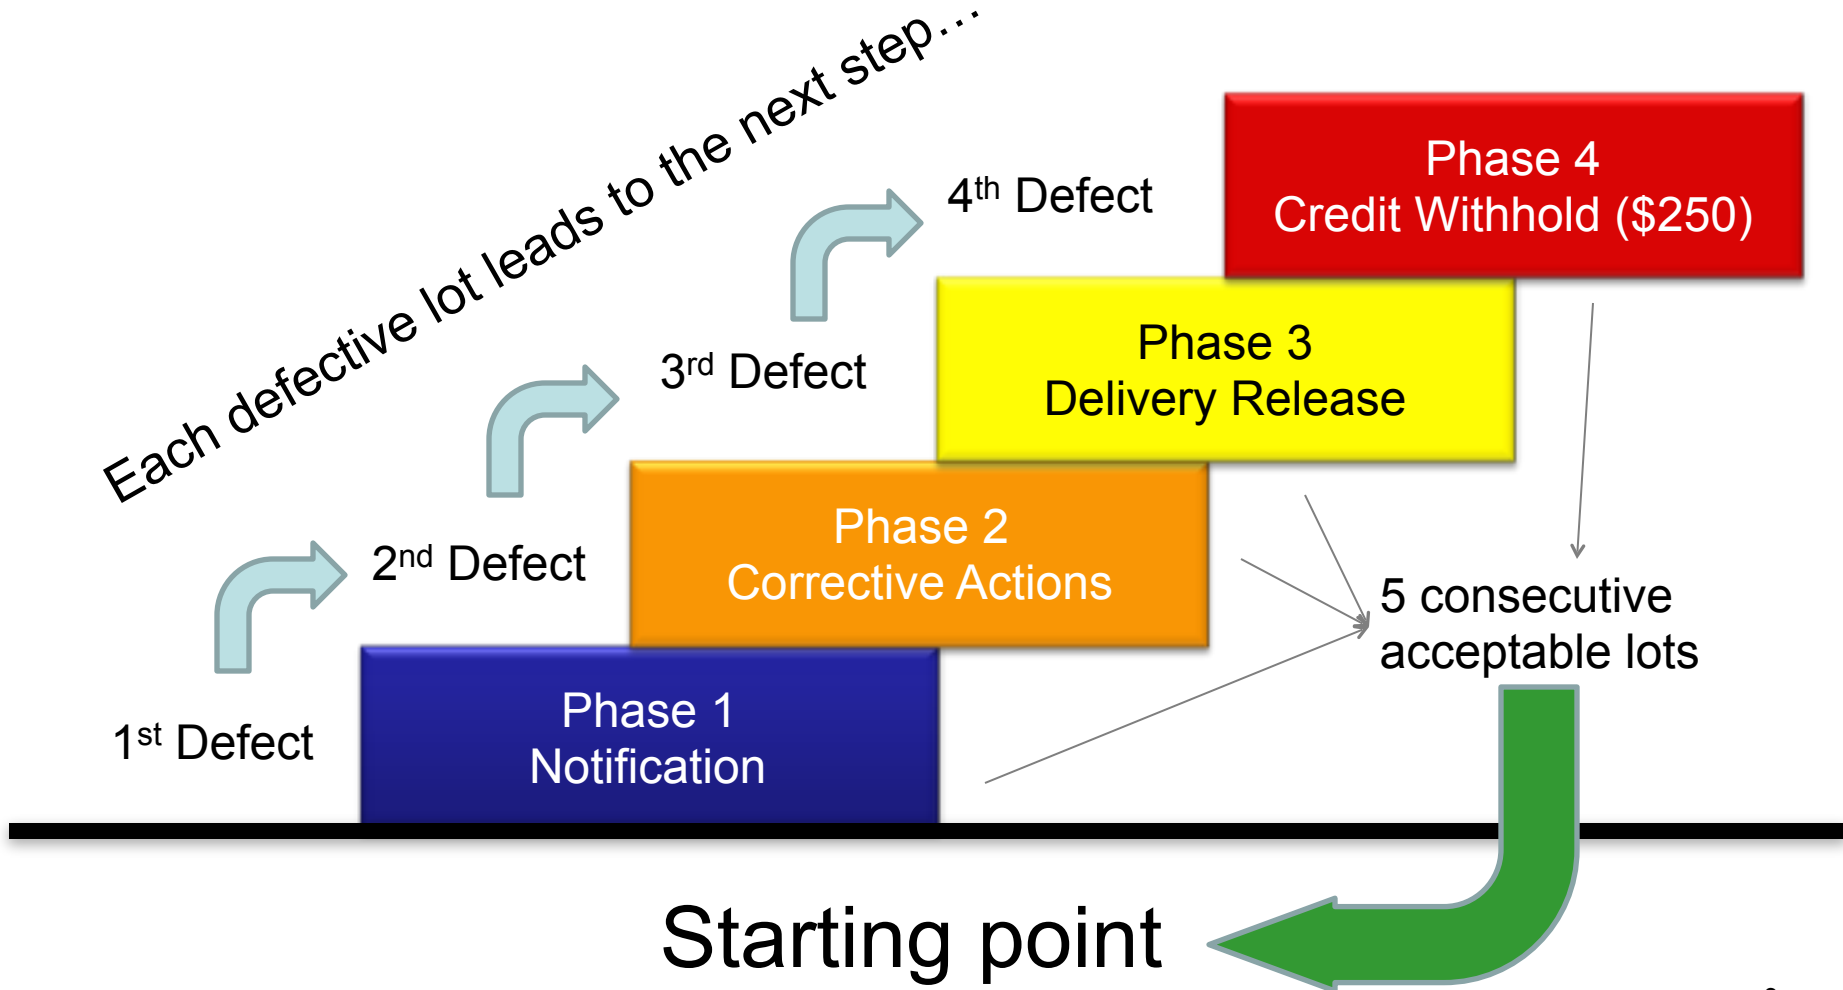 Each defective lot leads to the next step…
4th Defect
Phase 4
Credit Withhold ($250)
3rd Defect
Phase 3
Delivery Release
2nd Defect
Phase 2
Corrective Actions
5 consecutive
acceptable lots
1st Defect
Phase 1
Notification
Starting point